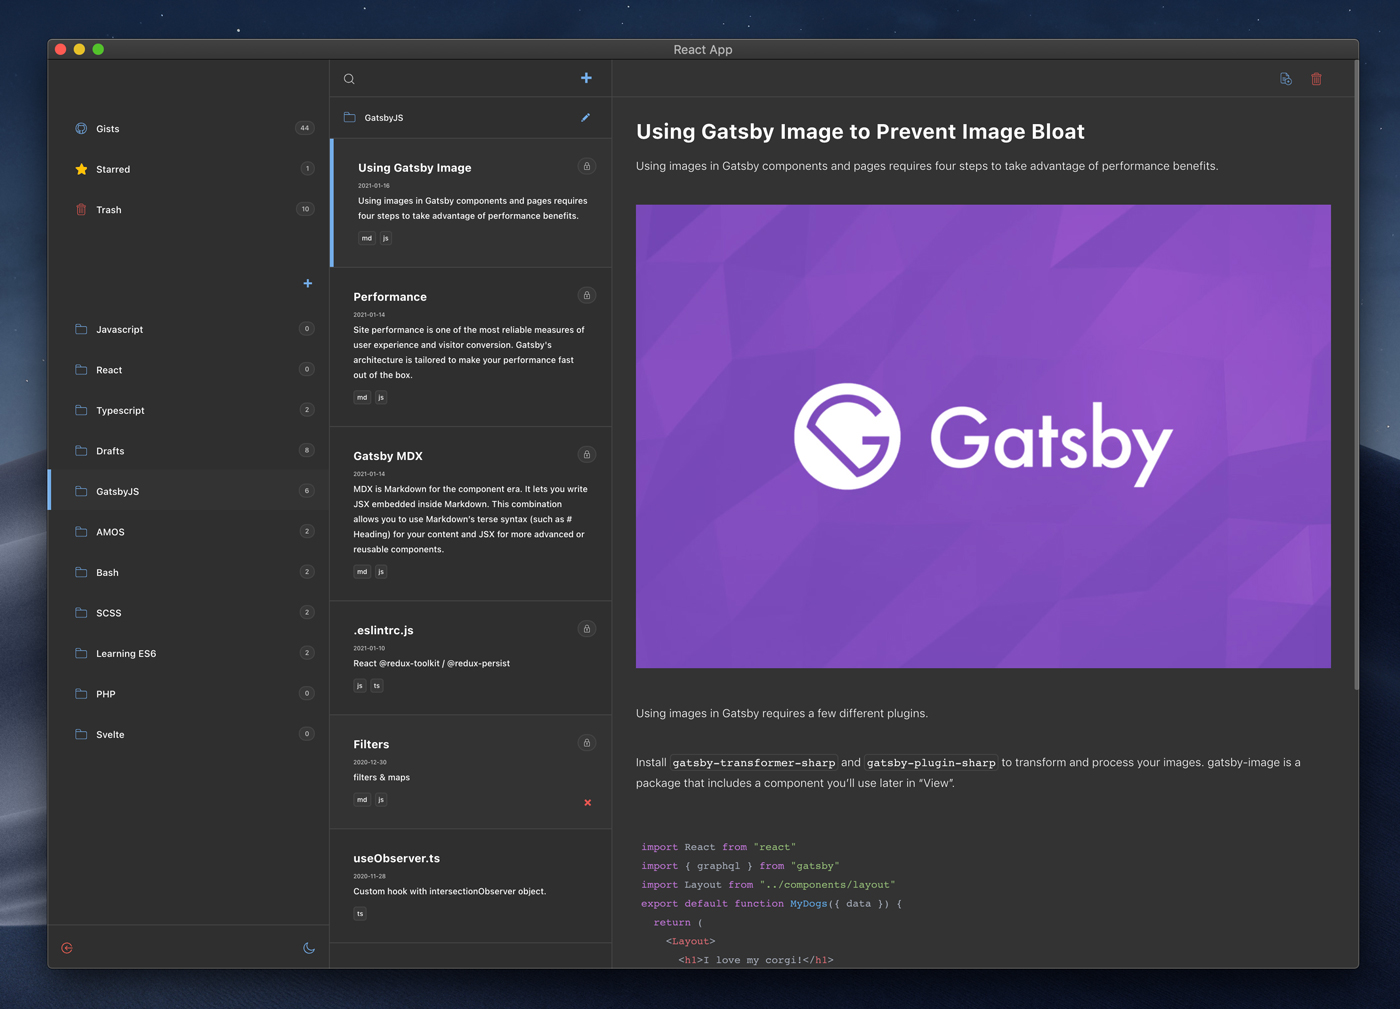 React App
Gists 44
Starred 1
Trash 10
Javascript 0
React 0
Typescript 2
Drafts 8
GatsbyJS 6
AMOS 2
Bash 2
SCSS 2
Learning ES6 2
PHP 0
Svelte 0
GatsbyJS
Using Gatsby Image
2021-01-16
Using images in Gatsby components and pages requires
four steps to take advantage of performance benefits.
md js
Performance
2021-01-14
Site performance is one of the most reliable measures of
user experience and visitor conversion. Gatsby's
architecture is tailored to make your performance fast
out of the box.
md js
Gatsby MDX
2021-01-14
MDX is Markdown for the component era. It lets you write
JSX embedded inside Markdown. This combination
allows you to use Markdown's terse syntax (such as #
Heading) for your content and JSX for more advanced or
reusable components.
md js
.eslintrc.js
2021-01-10
React @redux-toolkit / @redux-persist
js ts
Filters
2020-12-30
filters & maps
md js
useObserver.ts
2020-11-28
Custom hook with intersectionObserver object.
ts
Using Gatsby Image to Prevent Image Bloat
Using images in Gatsby components and pages requires four steps to take advantage of performance benefits.
Gatsby
Using images in Gatsby requires a few different plugins.
Install gatsby-transformer-sharp and gatsby-plugin-sharp to transform and process your images. gatsby-image is a
package that includes a component you'll use later in “View”.
import React from "react"
import { graphql } from "gatsby"
import Layout from "../components/layout"
export default function MyDogs({ data }) {
return (
<Layout>
<h1>I love my corgi!</h1>